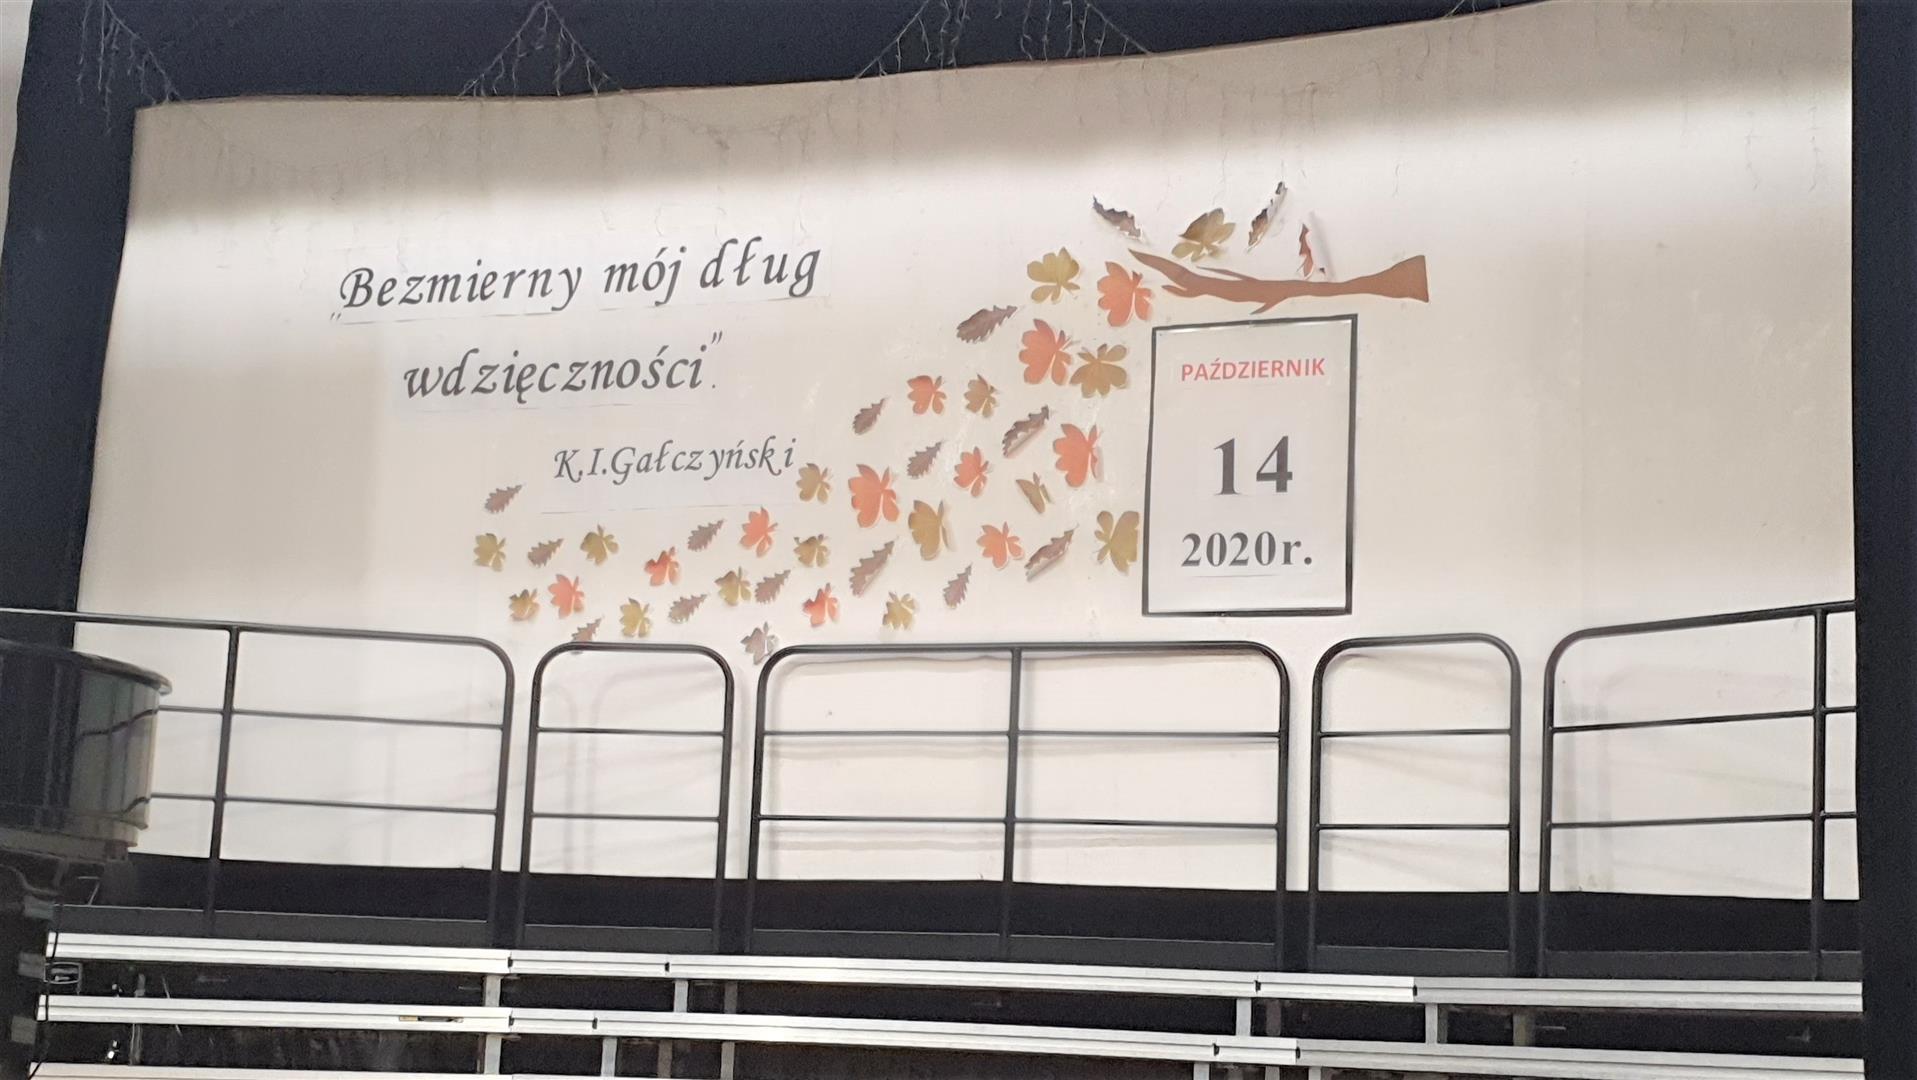 „Bezmierny mój dług
wdzięczności”.
K.I.Gałczyński
PAŹDZIERNIK
14
2020r.